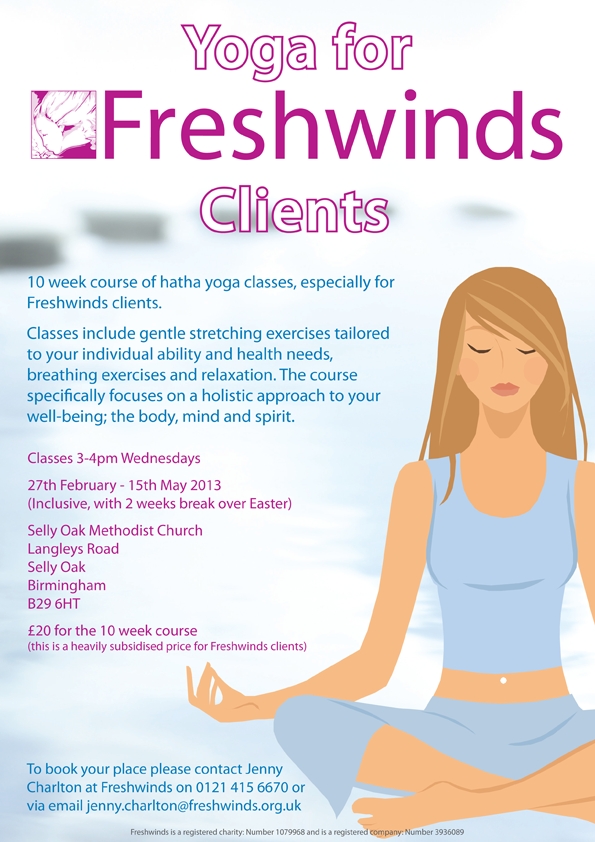 Yoga for
Freshwinds
Clients
10 week course of hatha yoga classes, especially for
Freshwinds clients.
Classes include gentle stretching exercises tailored
to your individual ability and health needs,
breathing exercises and relaxation. The course
specifically focuses on a holistic approach to your
well-being; the body, mind and spirit.
Classes 3-4pm Wednesdays
27th February - 15th May 2013
(Inclusive, with 2 weeks break over Easter)
Selly Oak Methodist Church
Langleys Road
Selly Oak
Birmingham
B29 6HT
£20 for the 10 week course
(this is a heavily subsidised price for Freshwinds clients)
To book your place please contact Jenny
Charlton at Freshwinds on 0121 415 6670 or
via email jenny.charlton@freshwinds.org.uk
Freshwinds is a registered charity: Number 1079968 and is a registered company: Number 3936089